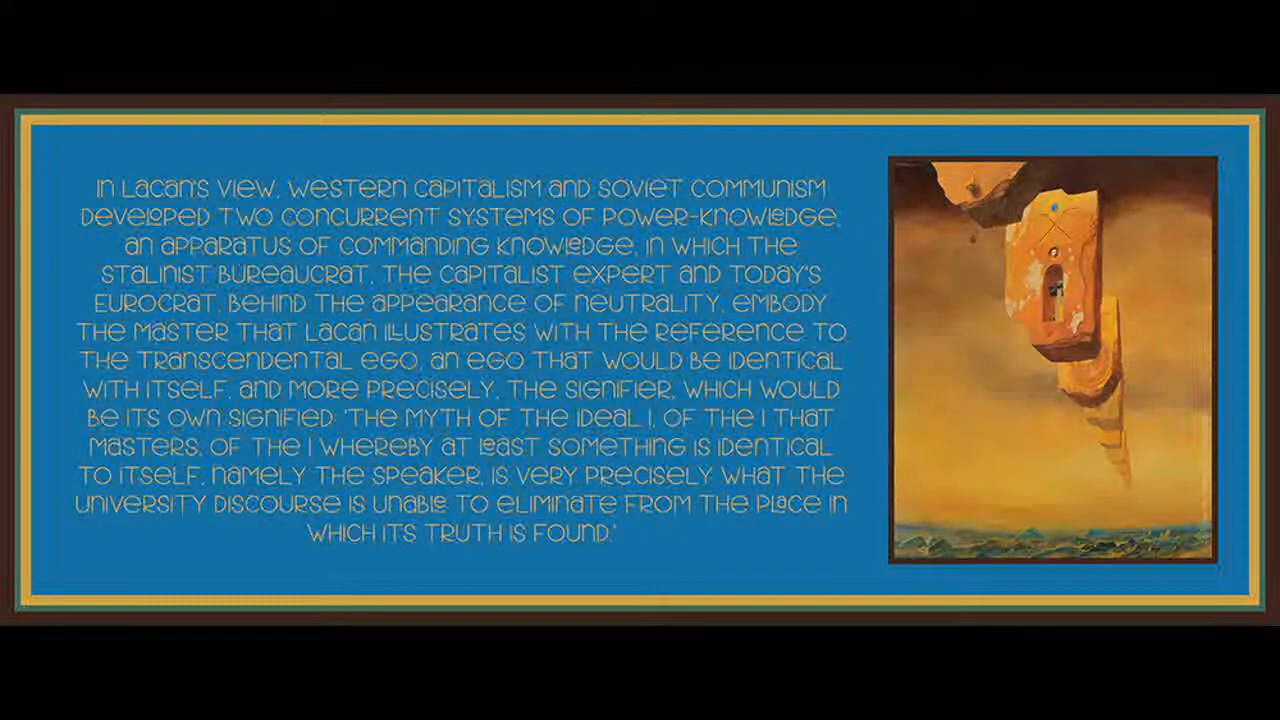 In Lacan's view, Western capitalism and Soviet communism
developed two concurrent systems of power-knowledge,
an apparatus of commanding knowledge, in which the
Stalinist bureaucrat, the capitalist expert and today's
Eurocrat, behind the appearance of neutrality, embody
the master that Lacan illustrates with the reference to
the transcendental ego, an ego that would be identical
with itself, and more precisely, the signifier, which would
be its own signified: 'The myth of the ideal I, of the I that
masters, of the I whereby at least something is identical
to itself, namely the speaker, is very precisely what the
university discourse is unable to eliminate from the place in
which its truth is found.'